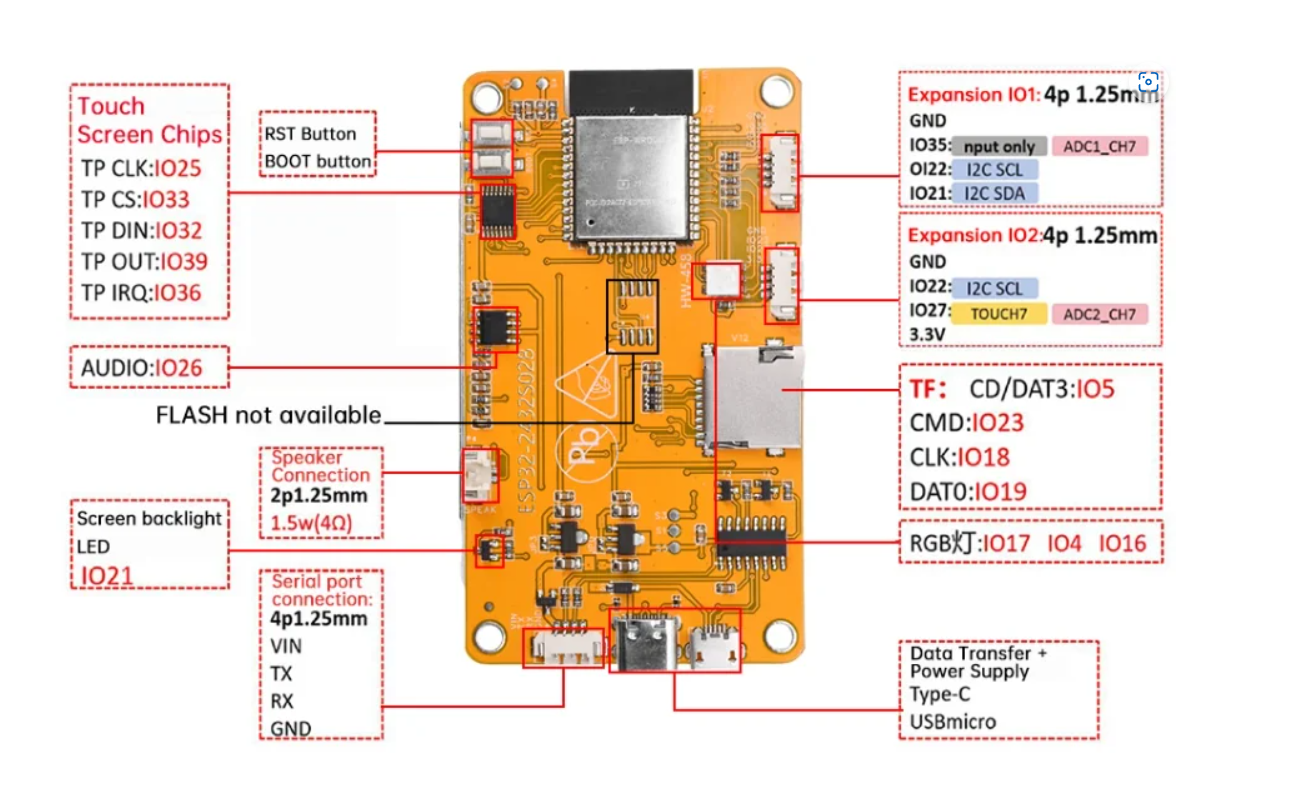 Touch
Screen Chips
TP CLK:IO25
TP CS:IO33
TP DIN:IO32
TP OUT:IO39
TP IRQ:IO36
RST Button
BOOT button
AUDIO:IO26
FLASH not available
Speaker
Connection
2p1.25mm
1.5w(4Ω)
Screen backlight
LED
IO21
Serial port
connection:
4p1.25mm
VIN
TX
RX
GND
ESP32-2432S028
SPEAK
Pb
HW-458
Expansion IO1: 4p 1.25mm
GND
IO35: nput only ADC1_CH7
OI22: I2C SCL
IO21: I2C SDA
Expansion IO2:4p 1.25mm
GND
IO22: I2C SCL
IO27: TOUCH7 ADC2_CH7
3.3V
TF: CD/DAT3:IO5
CMD:IO23
CLK:IO18
DAT0:IO19
RGB灯:IO17 IO4 IO16
Data Transfer +
Power Supply
Type-C
USBmicro